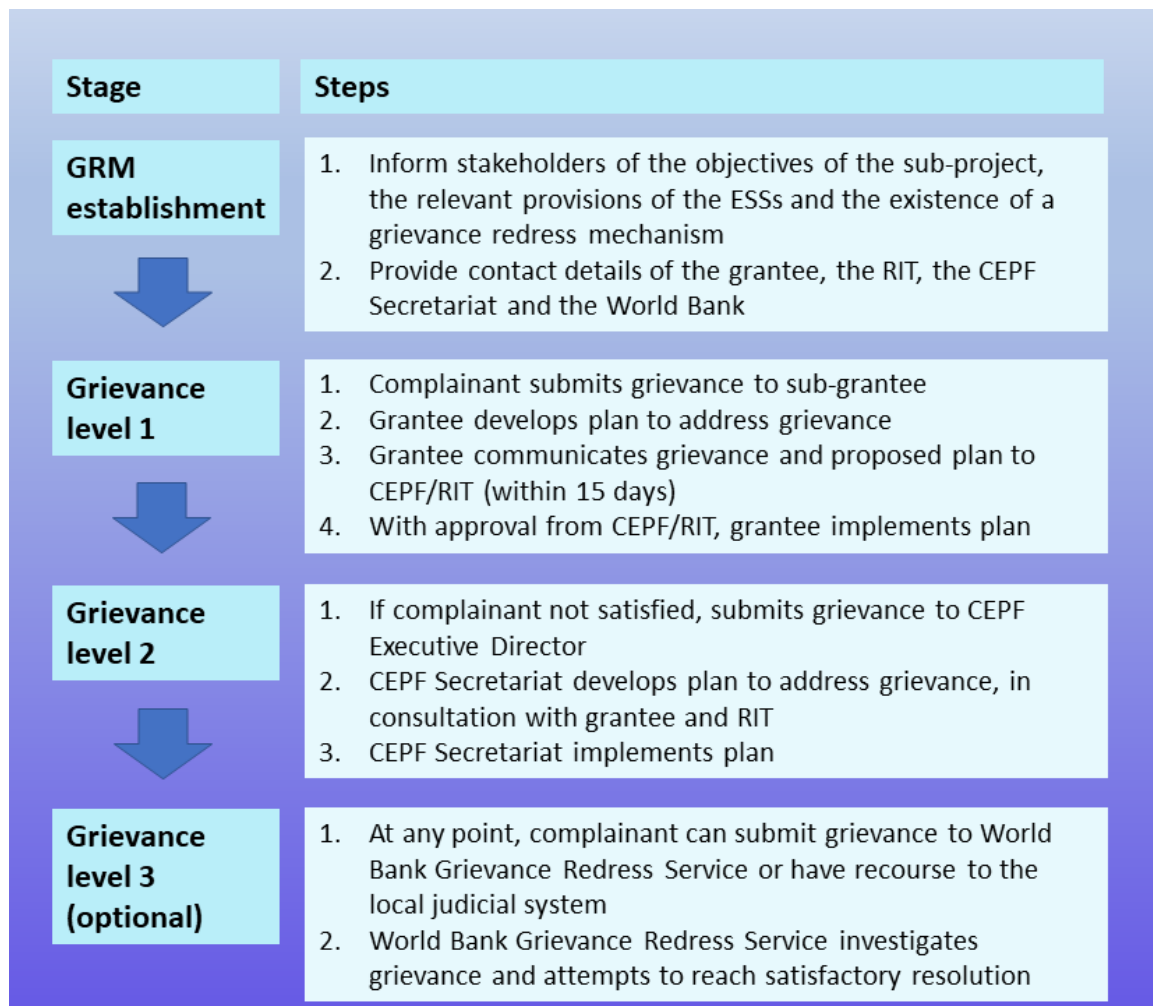 Stage
Steps
GRM
establishment
1. Inform stakeholders of the objectives of the sub-project,
the relevant provisions of the ESSs and the existence of a
grievance redress mechanism
2. Provide contact details of the grantee, the RIT, the CEPF
Secretariat and the World Bank
Grievance
level 1
1. Complainant submits grievance to sub-grantee
2. Grantee develops plan to address grievance
3. Grantee communicates grievance and proposed plan to
CEPF/RIT (within 15 days)
4. With approval from CEPF/RIT, grantee implements plan
Grievance
level 2
1. If complainant not satisfied, submits grievance to CEPF
Executive Director
2. CEPF Secretariat develops plan to address grievance, in
consultation with grantee and RIT
3. CEPF Secretariat implements plan
Grievance
level 3
(optional)
1. At any point, complainant can submit grievance to World
Bank Grievance Redress Service or have recourse to the
local judicial system
2. World Bank Grievance Redress Service investigates
grievance and attempts to reach satisfactory resolution